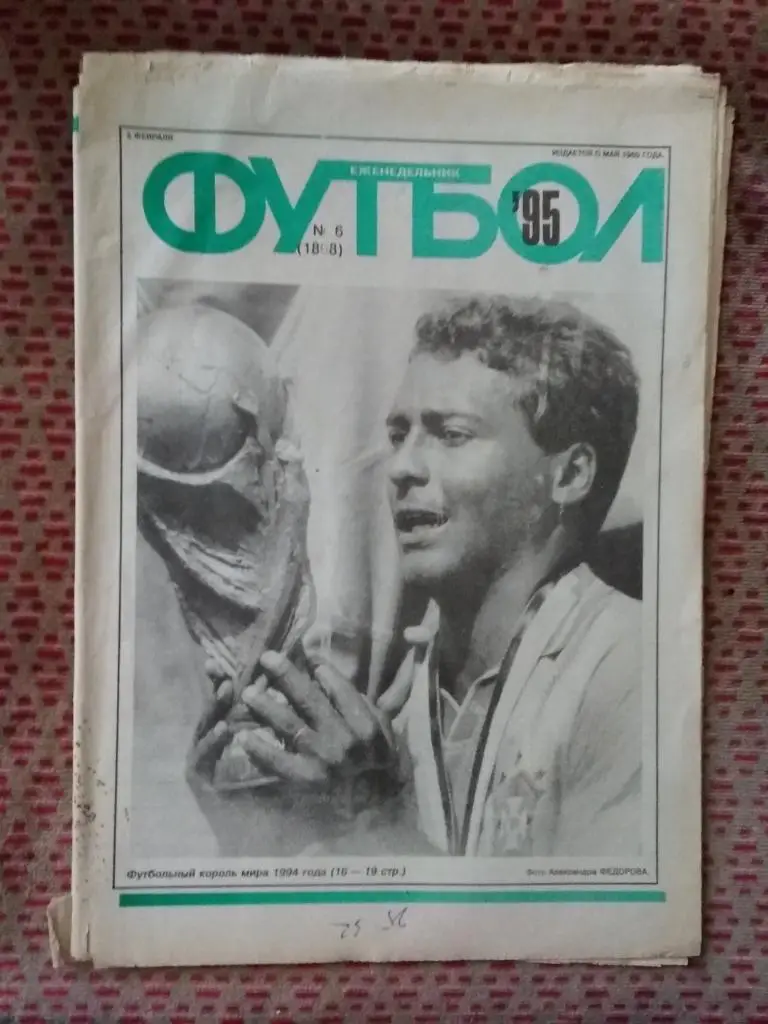 5 ФЕВРАЛЯ
ИЗДАЕТСЯ С МАЯ 1960 ГОДА
ЕЖЕНЕДЕЛЬНИК
ФУТБОЛ
'95
№ 6
(1868)
Футбольный король мира 1994 года (16 — 19 стр.)
Фото Александра ФЕДОРОВА.